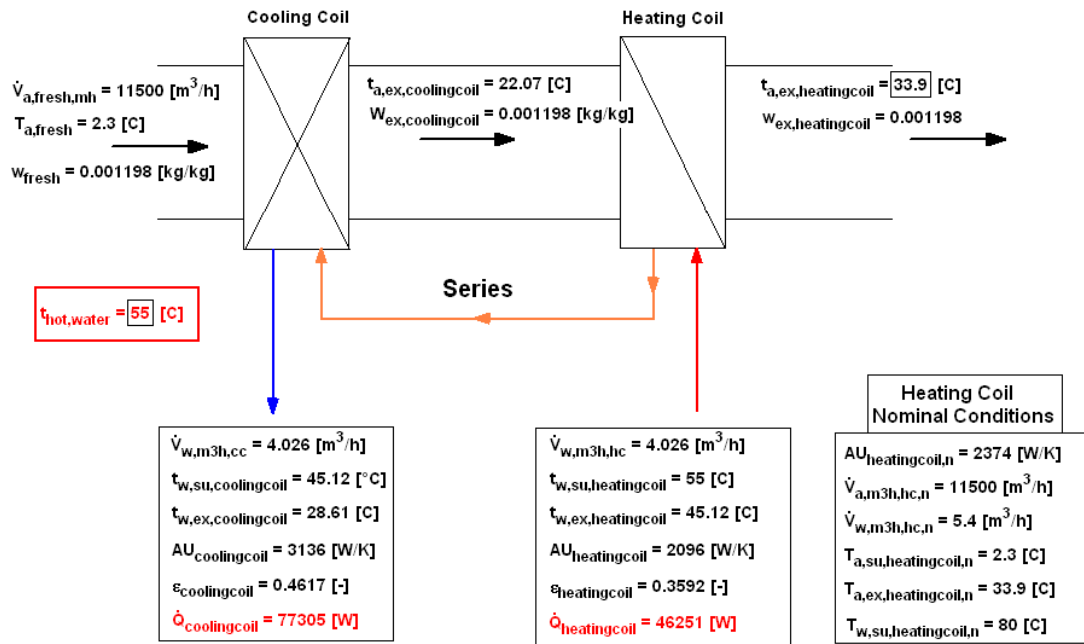 Cooling Coil
Heating Coil
V̇a,fresh,mh = 11500 [m³/h]
Ta,fresh = 2.3 [C]
wfresh = 0.001198 [kg/kg]
ta,ex,coolingcoil = 22.07 [C]
Wex,coolingcoil = 0.001198 [kg/kg]
ta,ex,heatingcoil = 33.9 [C]
wex,heatingcoil = 0.001198
Series
thot,water = 55 [C]
V̇w,m3h,cc = 4.026 [m³/h]
tw,su,coolingcoil = 45.12 [°C]
tw,ex,coolingcoil = 28.61 [C]
AUcoolingcoil = 3136 [W/K]
εcoolingcoil = 0.4617 [-]
Q̇coolingcoil = 77305 [W]
V̇w,m3h,hc = 4.026 [m³/h]
tw,su,heatingcoil = 55 [C]
tw,ex,heatingcoil = 45.12 [C]
AUheatingcoil = 2096 [W/K]
εheatingcoil = 0.3592 [-]
Q̇heatingcoil = 46251 [W]
Heating Coil
Nominal Conditions
AUheatingcoil,n = 2374 [W/K]
V̇a,m3h,hc,n = 11500 [m³/h]
V̇w,m3h,hc,n = 5.4 [m³/h]
Ta,su,heatingcoil,n = 2.3 [C]
Ta,ex,heatingcoil,n = 33.9 [C]
Tw,su,heatingcoil,n = 80 [C]